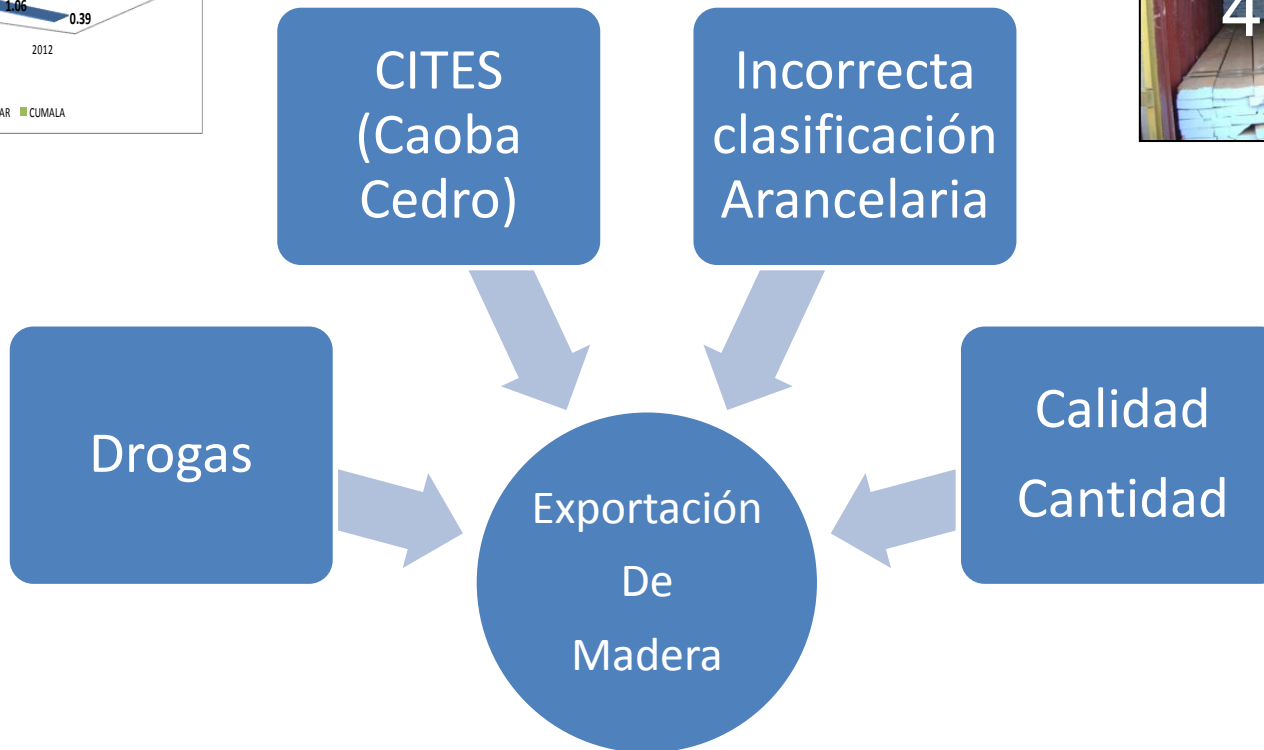 1.06
0.39
2012
AR CUMALA
4
CITES
(Caoba
Cedro)
Incorrecta
clasificación
Arancelaria
Drogas
Calidad
Cantidad
Exportación
De
Madera